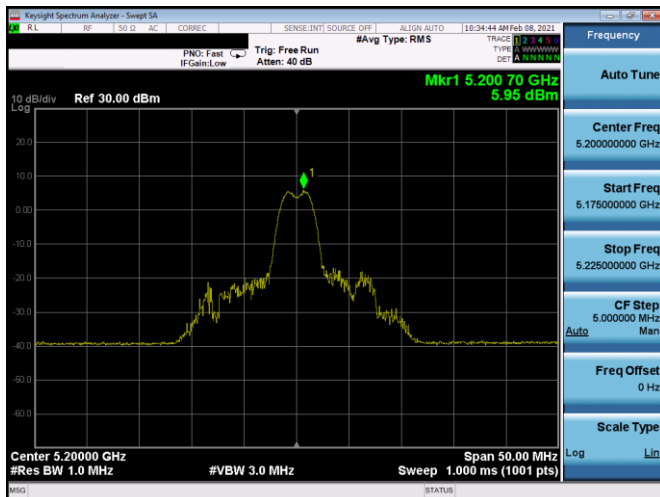 Keysight Spectrum Analyzer - Swept SA
RL RF 50 Ω AC CORREC SENSE:INT SOURCE OFF ALIGN AUTO 10:34:44 AM Feb 08, 2021
#Avg Type: RMS
TRACE 1 2 3 4 5 6
PNO: Fast Trig: Free Run TYPE A WWWWW
IFGain:Low Atten: 40 dB DET A N N N N N
Mkr1 5.200 70 GHz
5.95 dBm
10 dB/div Ref 30.00 dBm
Log
20.0
10.0
0.00
-10.0
-20.0
-30.0
-40.0
-50.0
-60.0
1
Center 5.20000 GHz Span 50.00 MHz
#Res BW 1.0 MHz #VBW 3.0 MHz Sweep 1.000 ms (1001 pts)
MSG STATUS
Frequency
Auto Tune
Center Freq
5.200000000 GHz
Start Freq
5.175000000 GHz
Stop Freq
5.225000000 GHz
CF Step
5.000000 MHz
Auto Man
Freq Offset
0 Hz
Scale Type
Log Lin